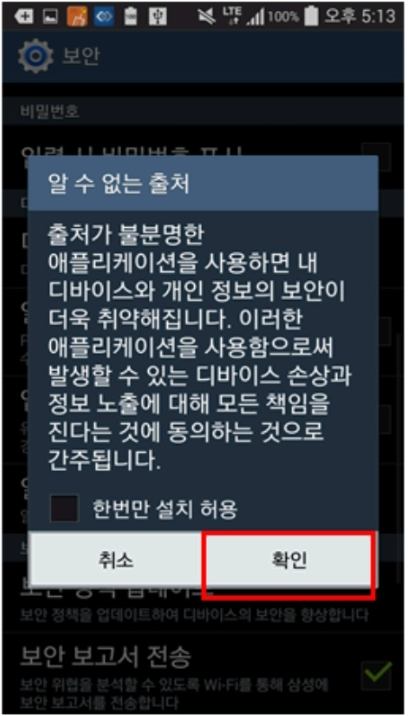 LTE 100% 오후 5:13
보안
비밀번호
입력 시 비밀번호 표시
알 수 없는 출처
출처가 불분명한
애플리케이션을 사용하면 내
디바이스와 개인 정보의 보안이
더욱 취약해집니다. 이러한
애플리케이션을 사용함으로써
발생할 수 있는 디바이스 손상과
정보 노출에 대해 모든 책임을
진다는 것에 동의하는 것으로
간주됩니다.
한번만 설치 허용
취소 확인
보안 정책 업데이트
보안 정책을 업데이트하여 디바이스의 보안을 향상합니다
보안 보고서 전송
보안 위협을 분석할 수 있도록 Wi-Fi를 통해 삼성에
보안 보고서를 전송합니다